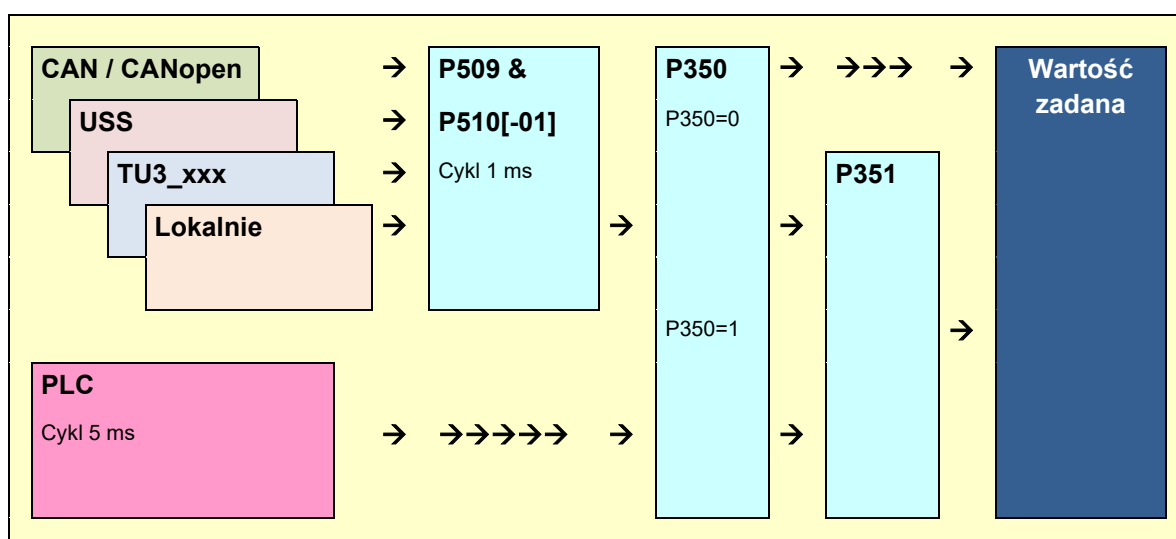 CAN / CANopen → P509 & P350 → →→→ → Wartość
USS → P510[-01] P350=0 zadana
TU3_xxx → Cykl 1 ms P351
Lokalnie → → →
P350=1 →
PLC
Cykl 5 ms → →→→→→ → →